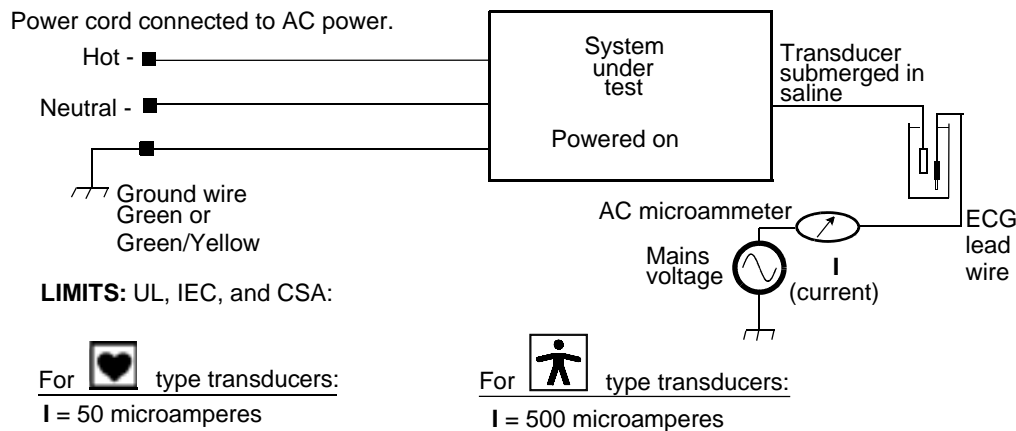 Power cord connected to AC power.
Hot -
Neutral -
Ground wire
Green or
Green/Yellow
System
under
test
Powered on
Transducer
submerged in
saline
AC microammeter
Mains
voltage
I
(current)
ECG
lead
wire
LIMITS: UL, IEC, and CSA:
For type transducers:
I = 50 microamperes
For type transducers:
I = 500 microamperes